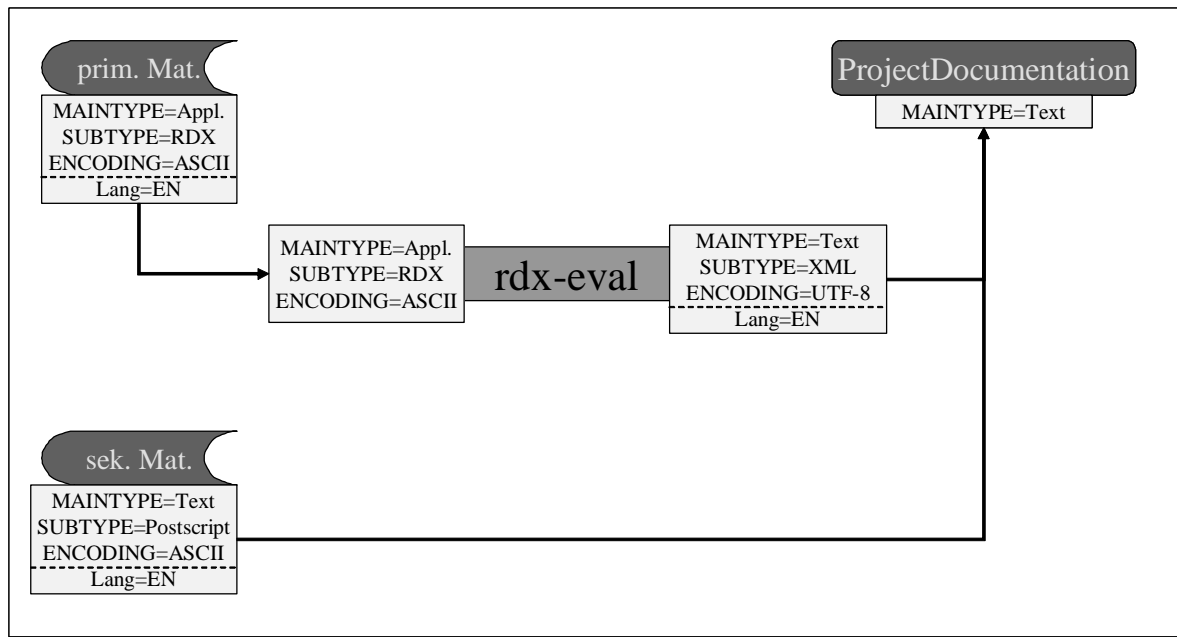 prim. Mat.
MAINTYPE=Appl.
SUBTYPE=RDX
ENCODING=ASCII
Lang=EN
ProjectDocumentation
MAINTYPE=Text
MAINTYPE=Appl.
SUBTYPE=RDX
ENCODING=ASCII
rdx-eval
MAINTYPE=Text
SUBTYPE=XML
ENCODING=UTF-8
Lang=EN
sek. Mat.
MAINTYPE=Text
SUBTYPE=Postscript
ENCODING=ASCII
Lang=EN